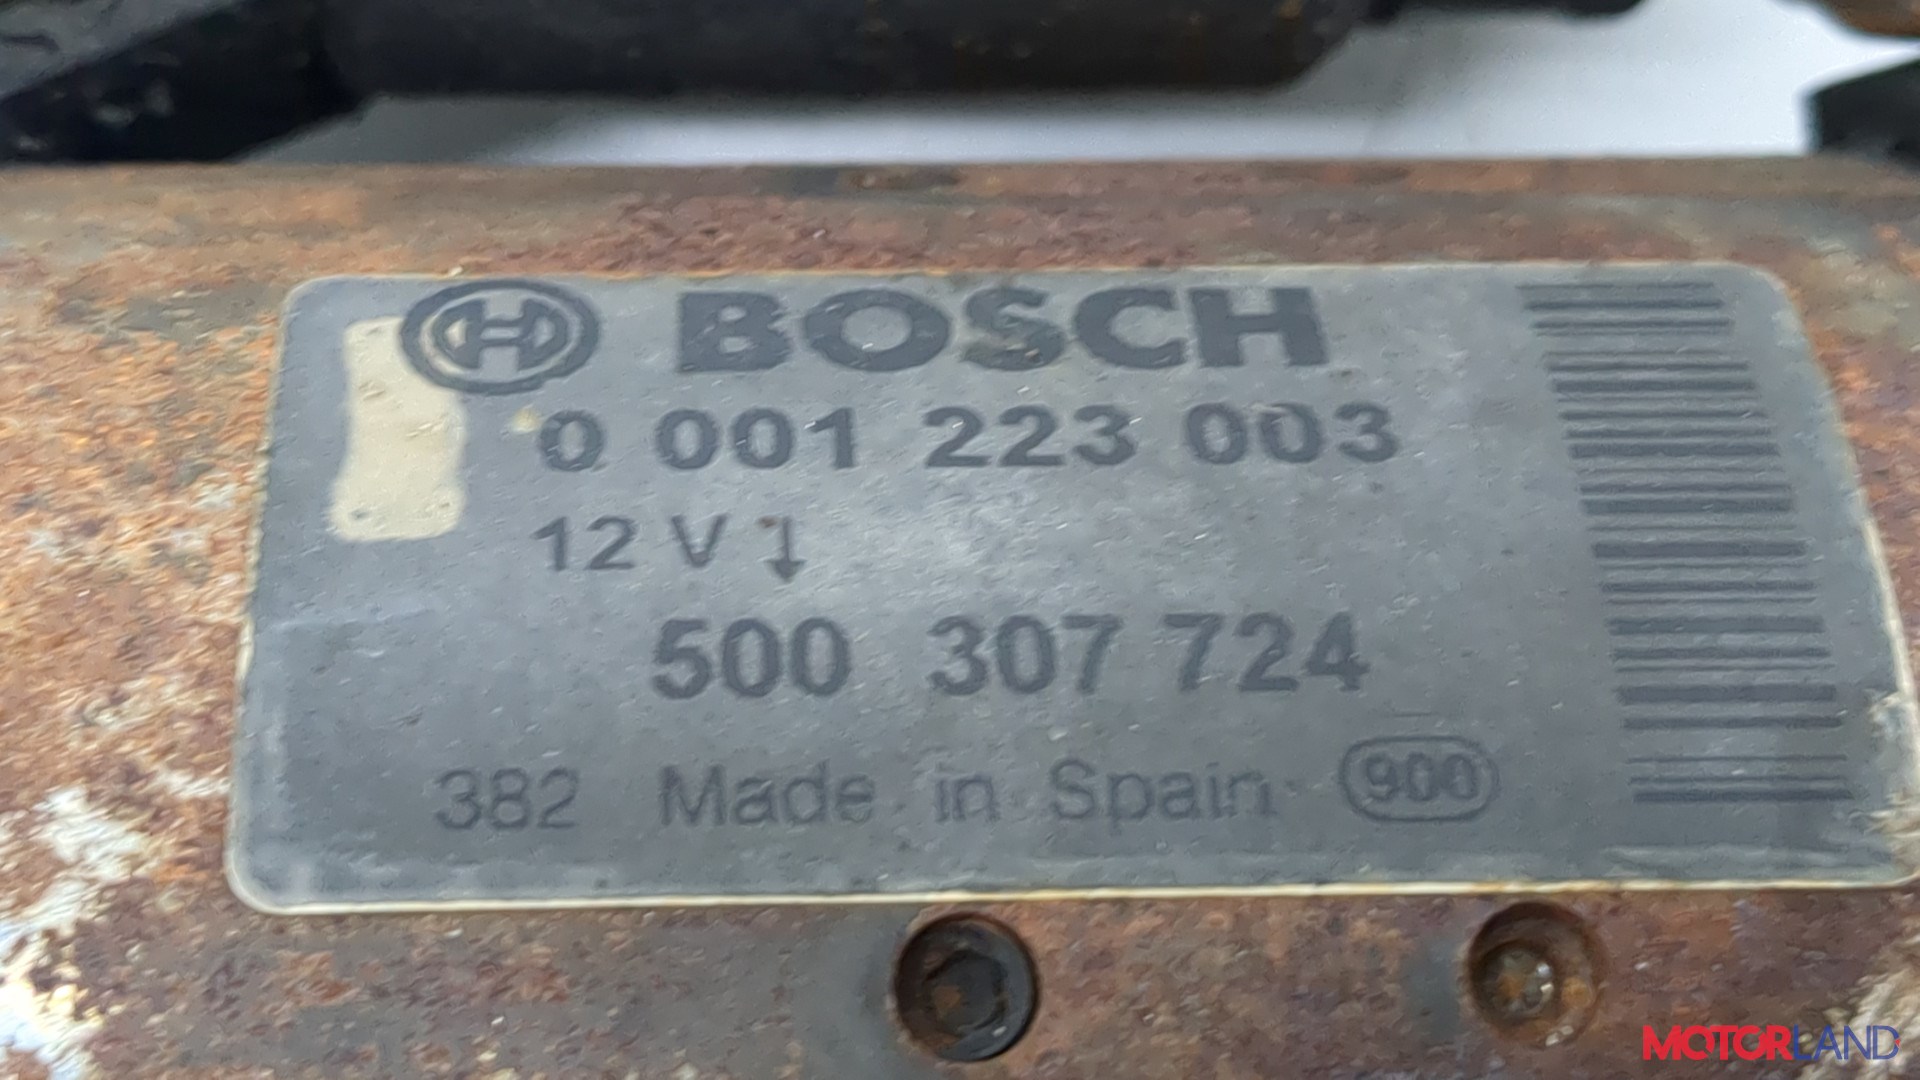 BOSCH
0 001 223 003
12 V ↓
500 307 724
382 Made in Spain 900
MOTORLAND